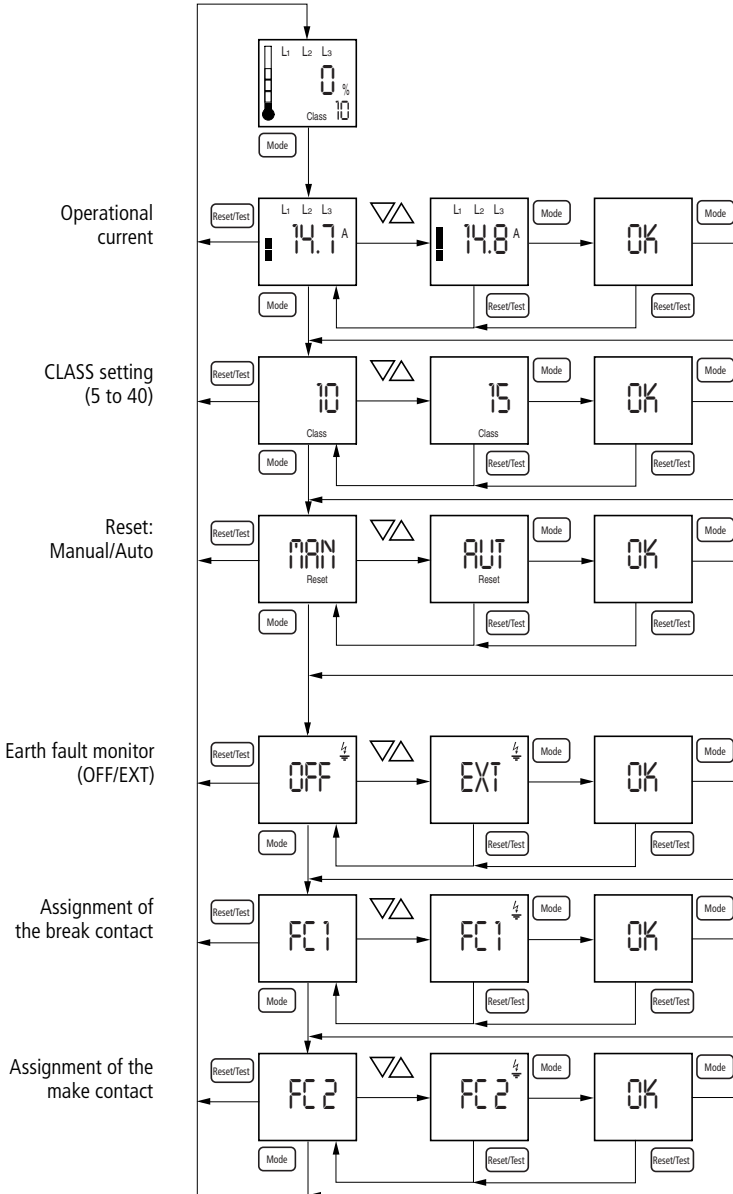 L1 L2 L3
0 %
Class 10
Mode
Operational
current
Reset/Test
L1 L2 L3
14.7 A
L1 L2 L3
14.8 A
Mode
OK
Mode
Mode
Reset/Test
Reset/Test
CLASS setting
(5 to 40)
Reset/Test
10
Class
15
Class
Mode
OK
Mode
Mode
Reset/Test
Reset/Test
Reset:
Manual/Auto
Reset/Test
MAN
Reset
AUT
Reset
Mode
OK
Mode
Mode
Reset/Test
Reset/Test
Earth fault monitor
(OFF/EXT)
Reset/Test
OFF
EXT
Mode
OK
Mode
Mode
Reset/Test
Reset/Test
Assignment of
the break contact
Reset/Test
FC1
FC1
Mode
OK
Mode
Mode
Reset/Test
Reset/Test
Assignment of the
make contact
Reset/Test
FC2
FC2
Mode
OK
Mode
Mode
Reset/Test
Reset/Test